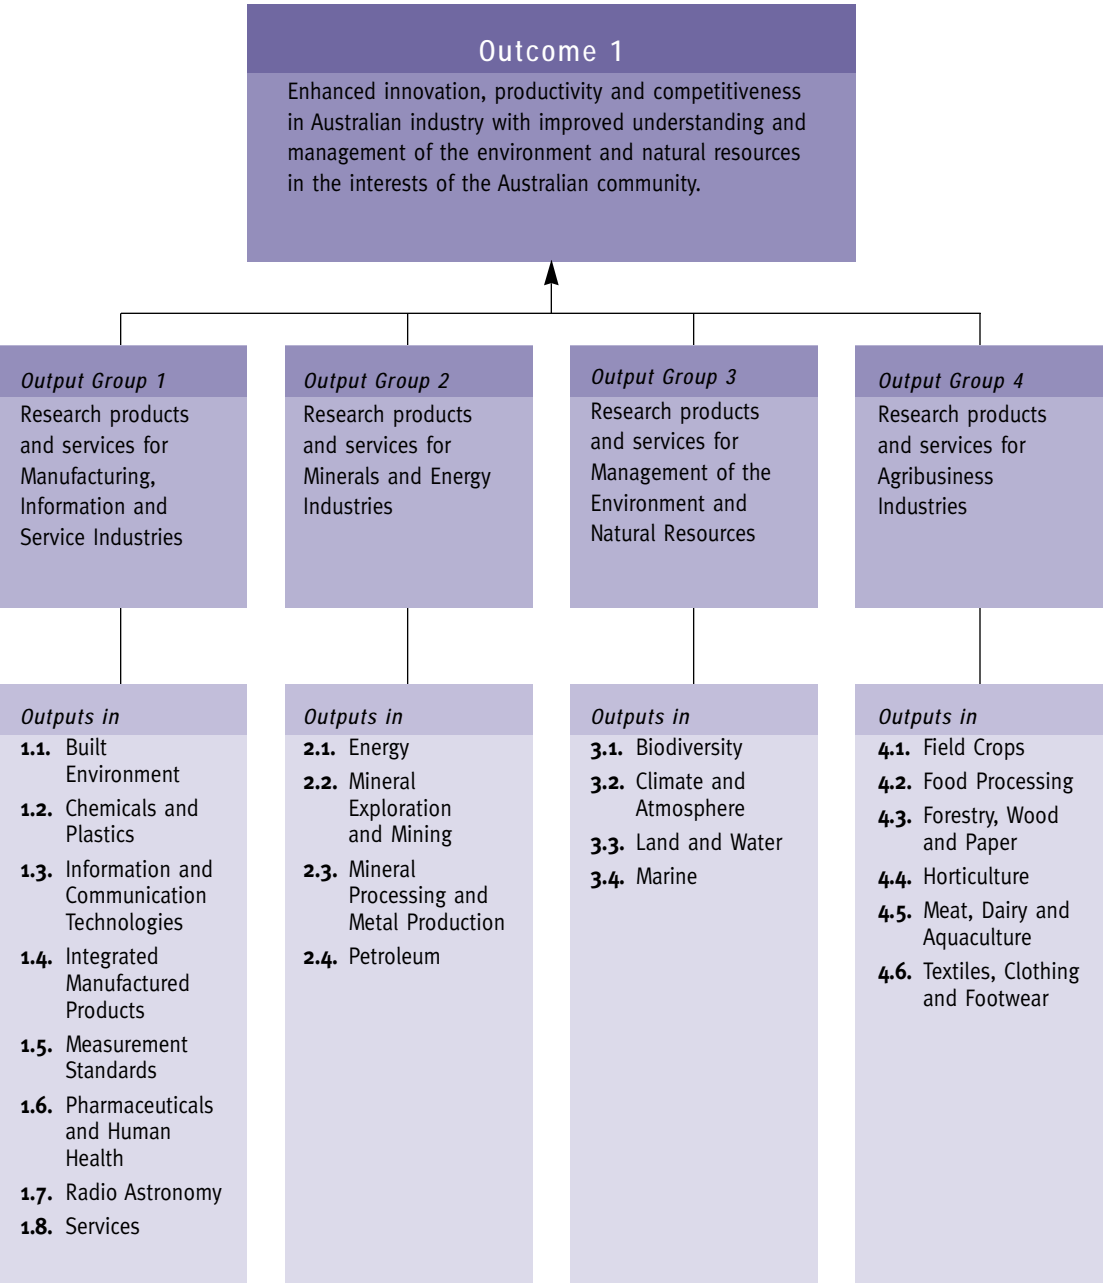 Outcome 1
Enhanced innovation, productivity and competitiveness
in Australian industry with improved understanding and
management of the environment and natural resources
in the interests of the Australian community.
Output Group 1
Research products
and services for
Manufacturing,
Information and
Service Industries
Output Group 2
Research products
and services for
Minerals and Energy
Industries
Output Group 3
Research products
and services for
Management of the
Environment and
Natural Resources
Output Group 4
Research products
and services for
Agribusiness
Industries
Outputs in
1.1. Built
Environment
1.2. Chemicals and
Plastics
1.3. Information and
Communication
Technologies
1.4. Integrated
Manufactured
Products
1.5. Measurement
Standards
1.6. Pharmaceuticals
and Human
Health
1.7. Radio Astronomy
1.8. Services
Outputs in
2.1. Energy
2.2. Mineral
Exploration
and Mining
2.3. Mineral
Processing and
Metal Production
2.4. Petroleum
Outputs in
3.1. Biodiversity
3.2. Climate and
Atmosphere
3.3. Land and Water
3.4. Marine
Outputs in
4.1. Field Crops
4.2. Food Processing
4.3. Forestry, Wood
and Paper
4.4. Horticulture
4.5. Meat, Dairy and
Aquaculture
4.6. Textiles, Clothing
and Footwear